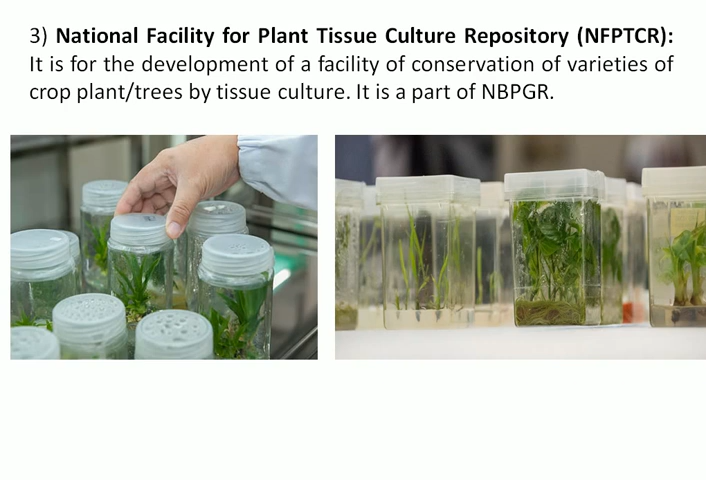 3) National Facility for Plant Tissue Culture Repository (NFPTCR):
It is for the development of a facility of conservation of varieties of
crop plant/trees by tissue culture. It is a part of NBPGR.